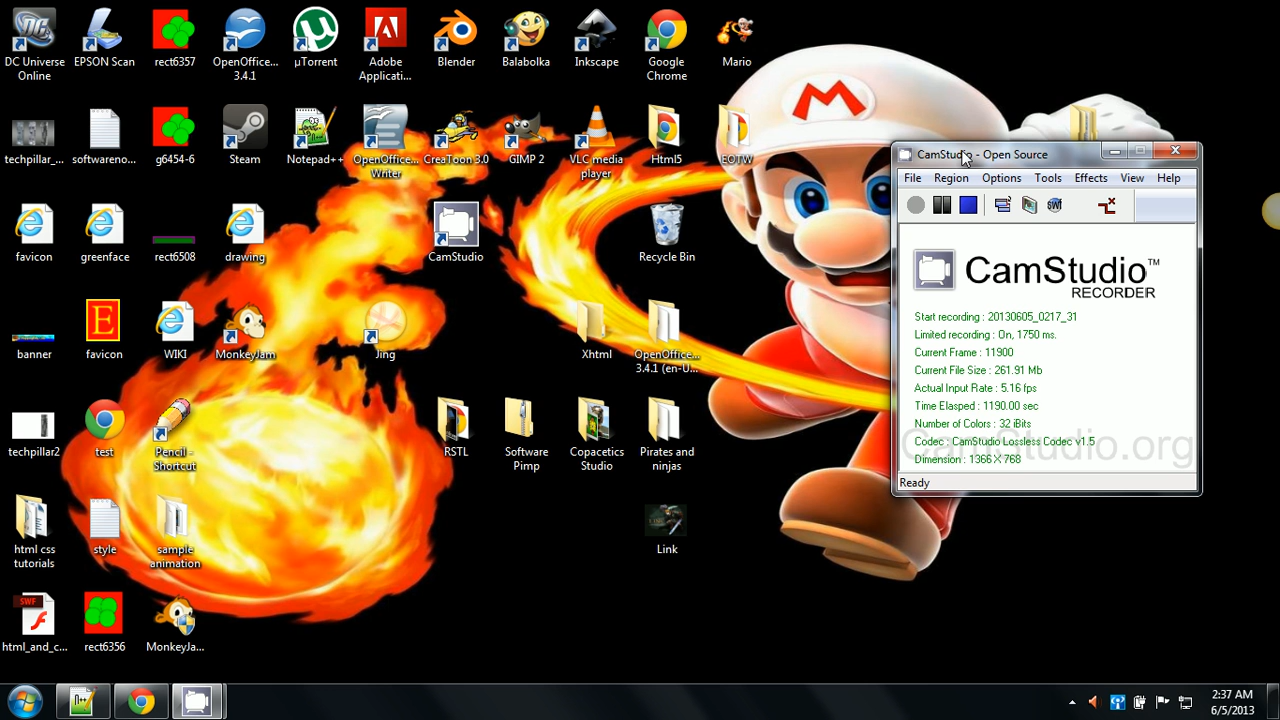 DC Universe
Online
EPSON Scan
rect6357
OpenOffice...
3.4.1
µTorrent
Adobe
Applicati...
Blender
Balabolka
Inkscape
Google
Chrome
Mario
techpillar_...
softwareno...
g6454-6
Steam
Notepad++
OpenOffice...
Writer
CreaToon 3.0
GIMP 2
VLC media
player
Html5
EOTW
favicon
greenface
rect6508
drawing
CamStudio
Recycle Bin
banner
favicon
WIKI
MonkeyJam
Jing
Xhtml
OpenOffice...
3.4.1 (en-U...
techpillar2
test
Pencil -
Shortcut
RSTL
Software
Pimp
Copacetics
Studio
Pirates and
ninjas
html css
tutorials
style
sample
animation
Link
html_and_c...
rect6356
MonkeyJa...
M
E
SWF
CamStudio - Open Source
File Region Options Tools Effects View Help
SWF
CamStudio™
RECORDER
Start recording : 20130605_0217_31
Limited recording : On, 1750 ms.
Current Frame : 11900
Current File Size : 261.91 Mb
Actual Input Rate : 5.16 fps
Time Elasped : 1190.00 sec
Number of Colors : 32 iBits
Codec : CamStudio Lossless Codec v1.5
Dimension : 1366 X 768
CamStudio.org
Ready
2:37 AM
6/5/2013